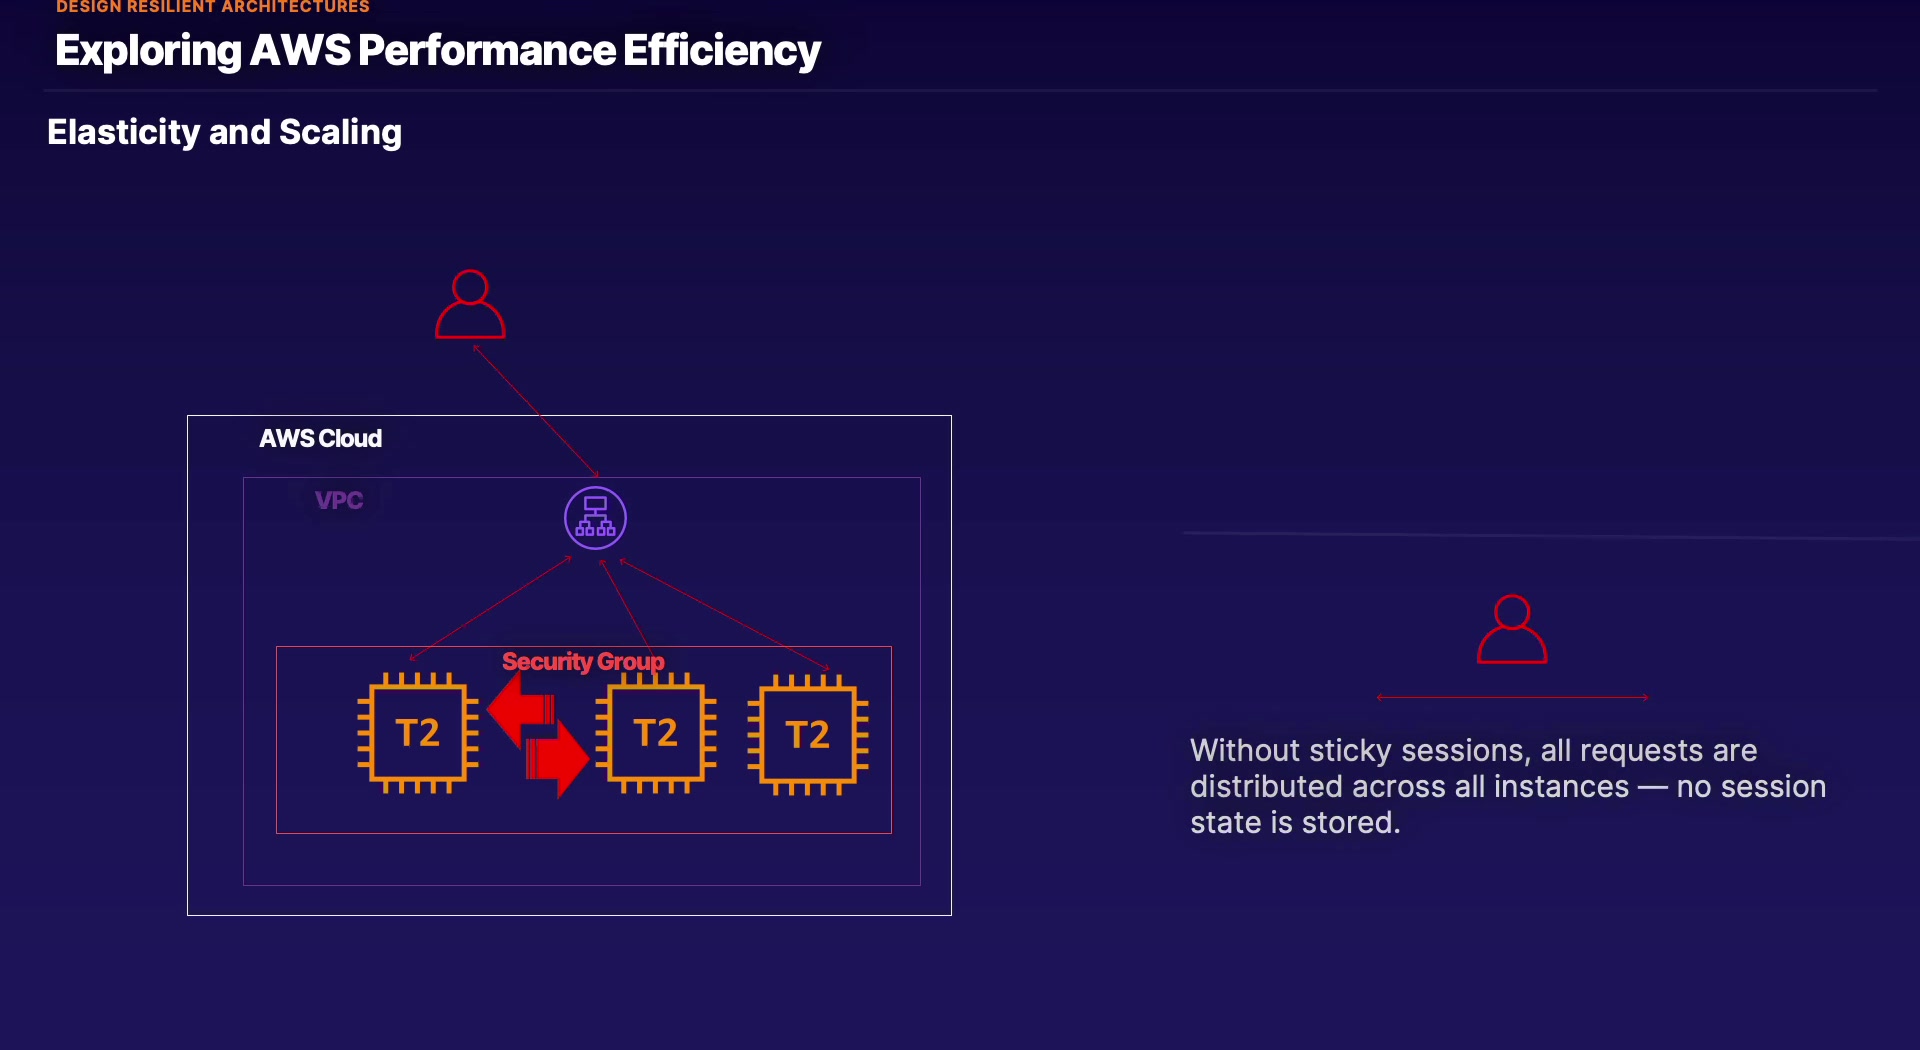 DESIGN RESILIENT ARCHITECTURES
Exploring AWS Performance Efficiency
Elasticity and Scaling
AWS Cloud
VPC
Security Group
T2
T2
T2
Without sticky sessions, all requests are
distributed across all instances — no session
state is stored.